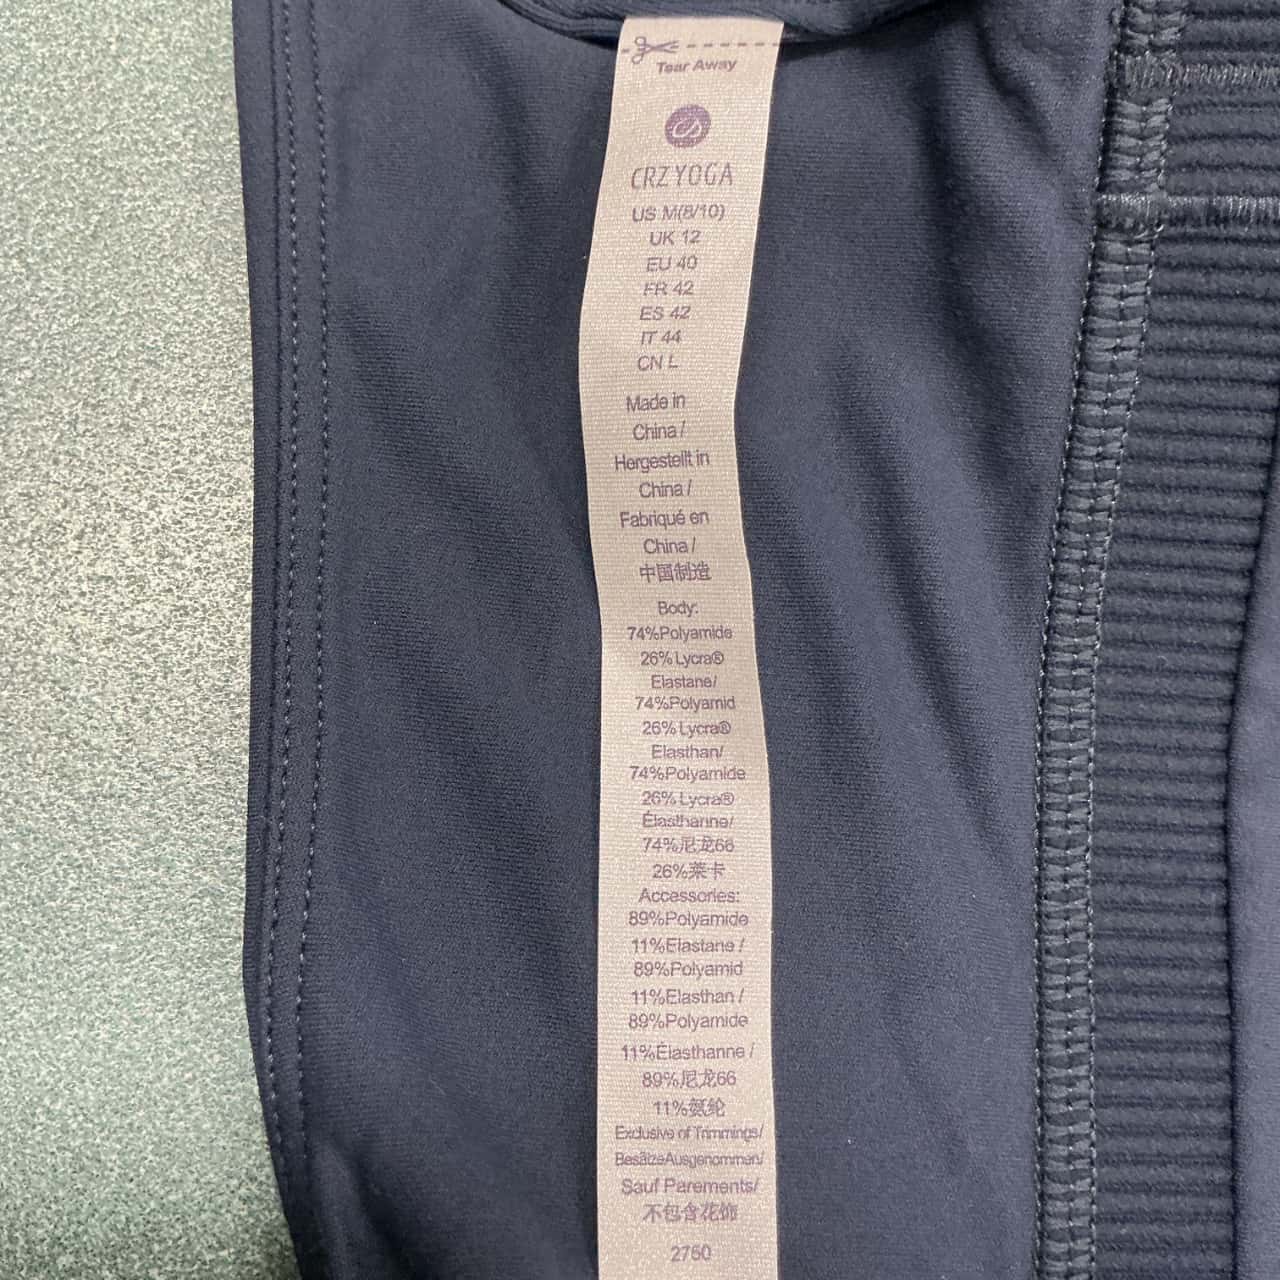 Tear Away
CS
CRZ YOGA
US M(8/10)
UK 12
EU 40
FR 42
ES 42
IT 44
CN L
Made in
China /
Hergestellt in
China /
Fabriqué en
China /
中国制造
Body:
74%Polyamide
26%Lycra®
Elastane/
74%Polyamid
26%Lycra®
Elasthan/
74%Polyamide
26%Lycra®
Élasthanne/
74%尼龙66
26%莱卡
Accessories:
89%Polyamide
11%Elastane /
89%Polyamid
11%Elasthan /
89%Polyamide
11%Élasthanne /
89%尼龙66
11%氨纶
Exclusive of Trimmings/
BesätzeAusgenommen/
Sauf Parements/
不包含花饰
2750